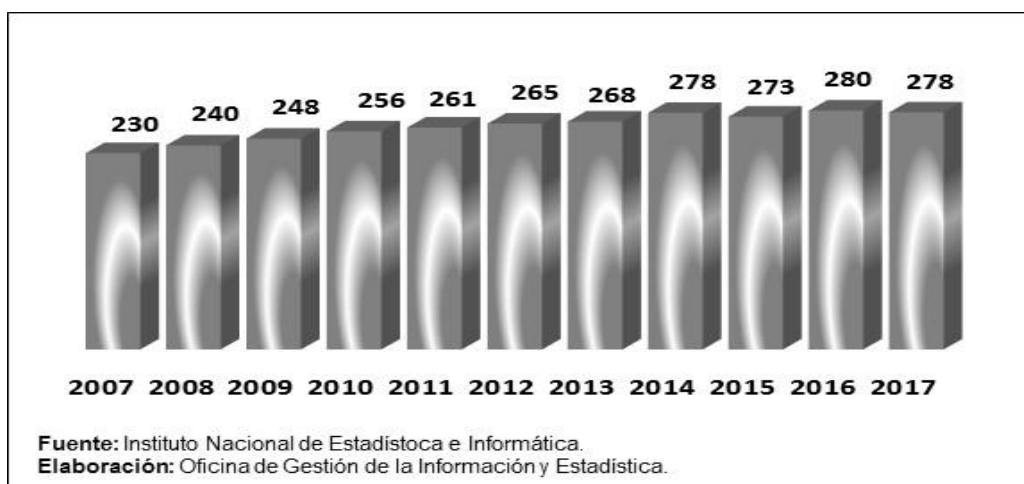 230 240 248 256 261 265 268 278 273 280 278
2007 2008 2009 2010 2011 2012 2013 2014 2015 2016 2017
Fuente: Instituto Nacional de Estadístoca e Informática.
Elaboración: Oficina de Gestión de la Información y Estadística.